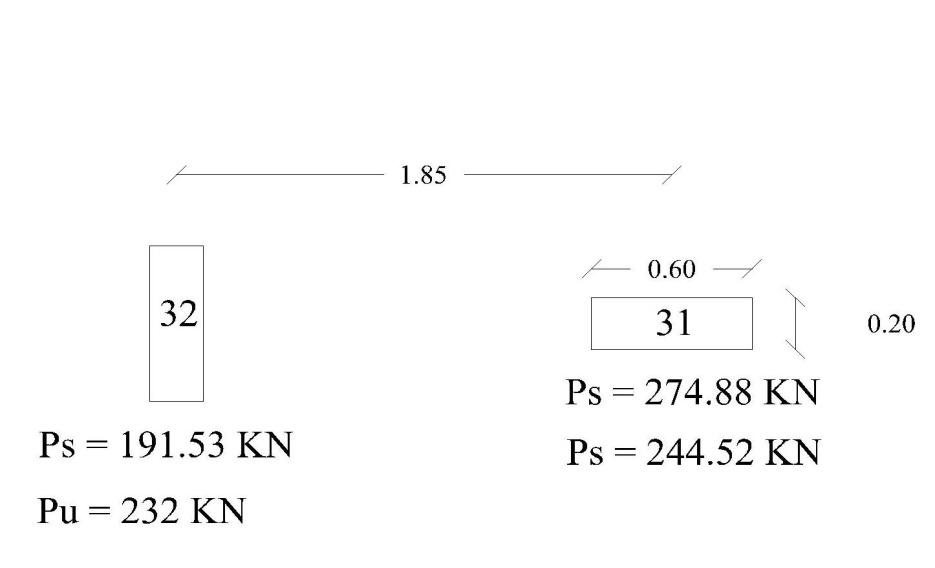 1.85
0.60
32
31
0.20
Ps = 274.88 KN
Ps = 191.53 KN
Ps = 244.52 KN
Pu = 232 KN